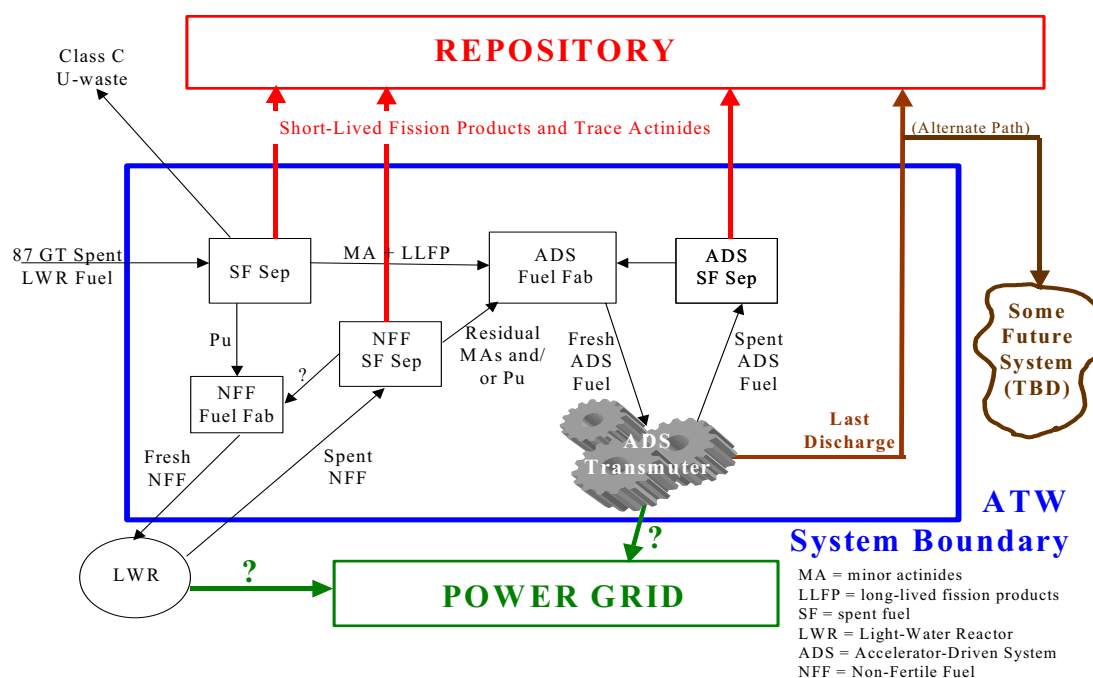 REPOSITORY
Class C
U-waste
Short-Lived Fission Products and Trace Actinides
(Alternate Path)
87 GT Spent
LWR Fuel
SF Sep
MA + LLFP
ADS
Fuel Fab
ADS
SF Sep
Pu
NFF
SF Sep
Residual
MAs and/
or Pu
Fresh
ADS
Fuel
Spent
ADS
Fuel
Some
Future
System
(TBD)
?
NFF
Fuel Fab
Fresh
NFF
Spent
NFF
ADS
Transmuter
Last
Discharge
ATW
System Boundary
LWR
?
?
POWER GRID
MA = minor actinides
LLFP = long-lived fission products
SF = spent fuel
LWR = Light-Water Reactor
ADS = Accelerator-Driven System
NFF = Non-Fertile Fuel